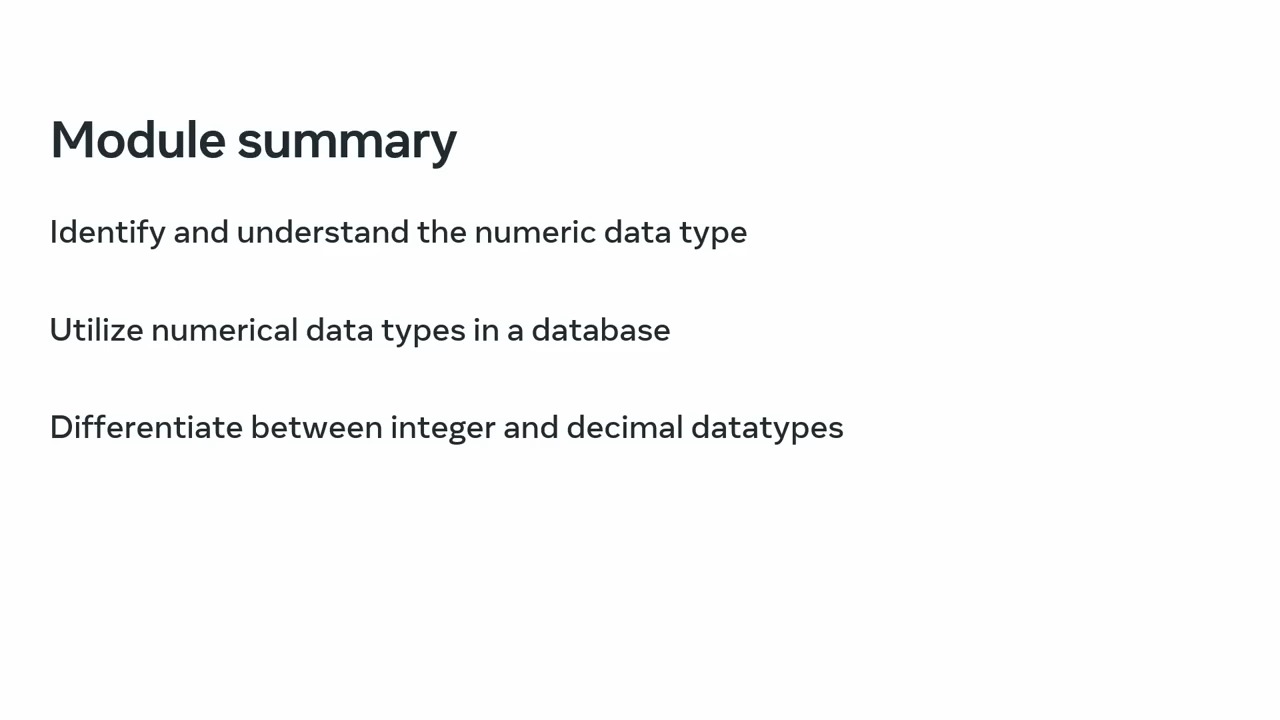 Module summary
Identify and understand the numeric data type
Utilize numerical data types in a database
Differentiate between integer and decimal datatypes